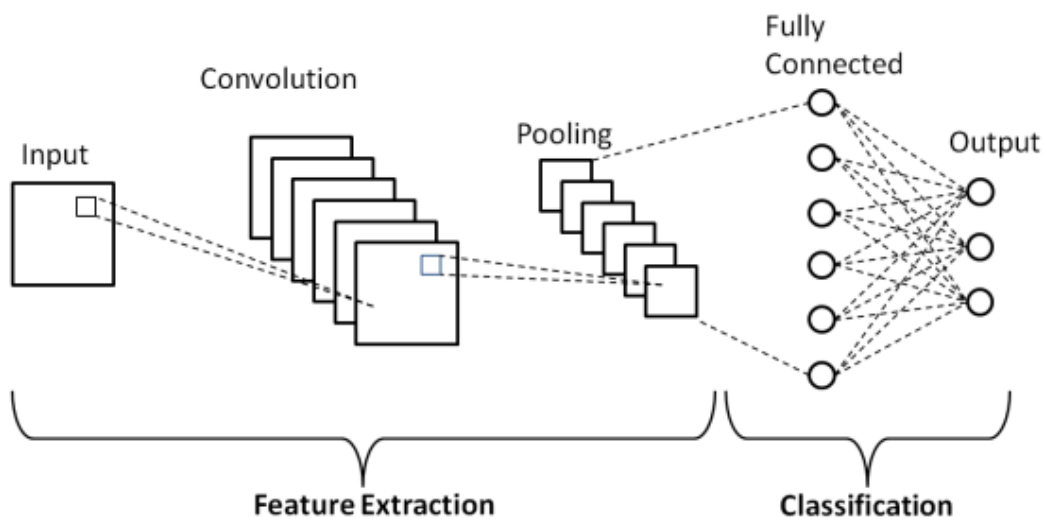 Input
Convolution
Pooling
Fully
Connected
Output
Feature Extraction
Classification